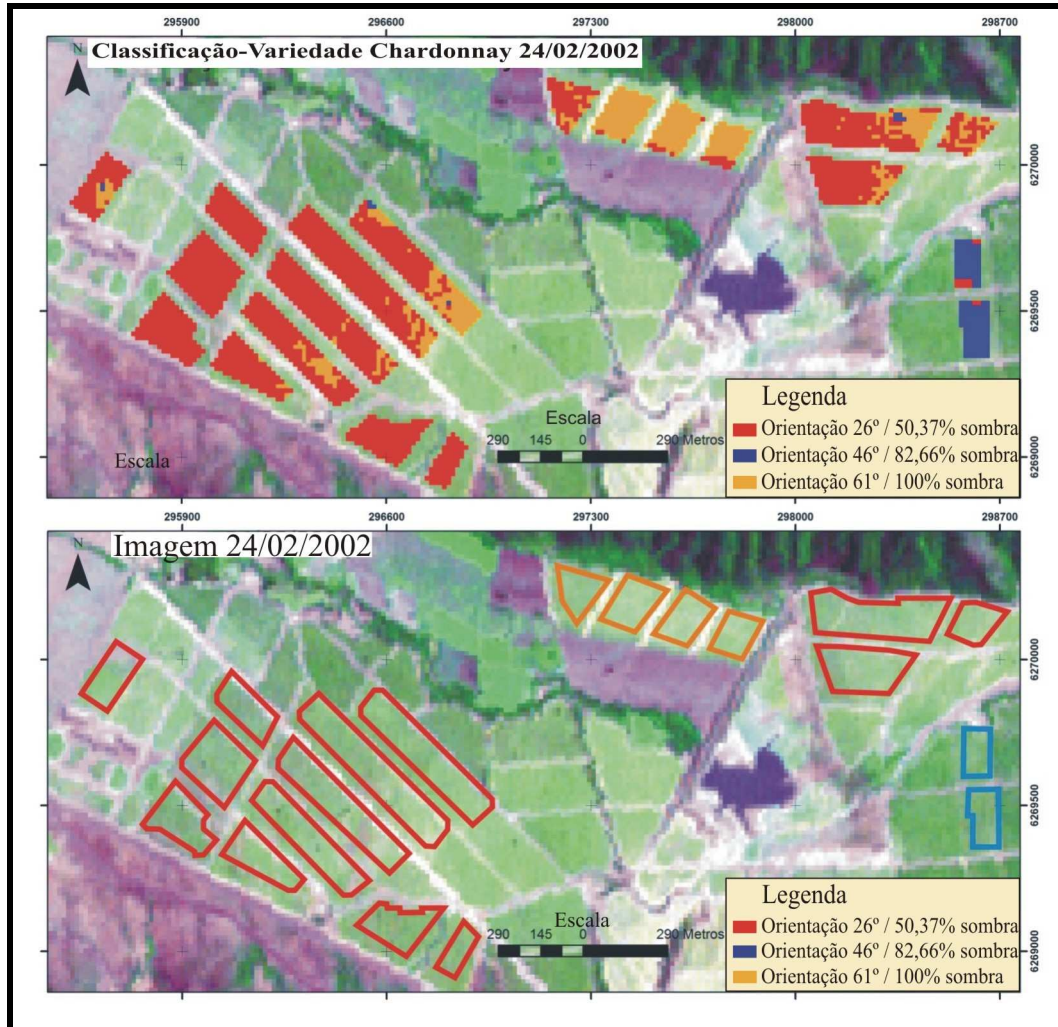 295900 296600 297300 298000 298700
N
Classificação-Variedade Chardonnay 24/02/2002
6270000
6269500
6269000
Legenda
Orientação 26º / 50,37% sombra
Orientação 46º / 82,66% sombra
Orientação 61º / 100% sombra
Escala
290 145 0 290 Metros
Escala
295900 296600 297300 298000 298700
N
Imagem 24/02/2002
6270000
6269500
6269000
Legenda
Orientação 26º / 50,37% sombra
Orientação 46º / 82,66% sombra
Orientação 61º / 100% sombra
Escala
290 145 0 290 Metros